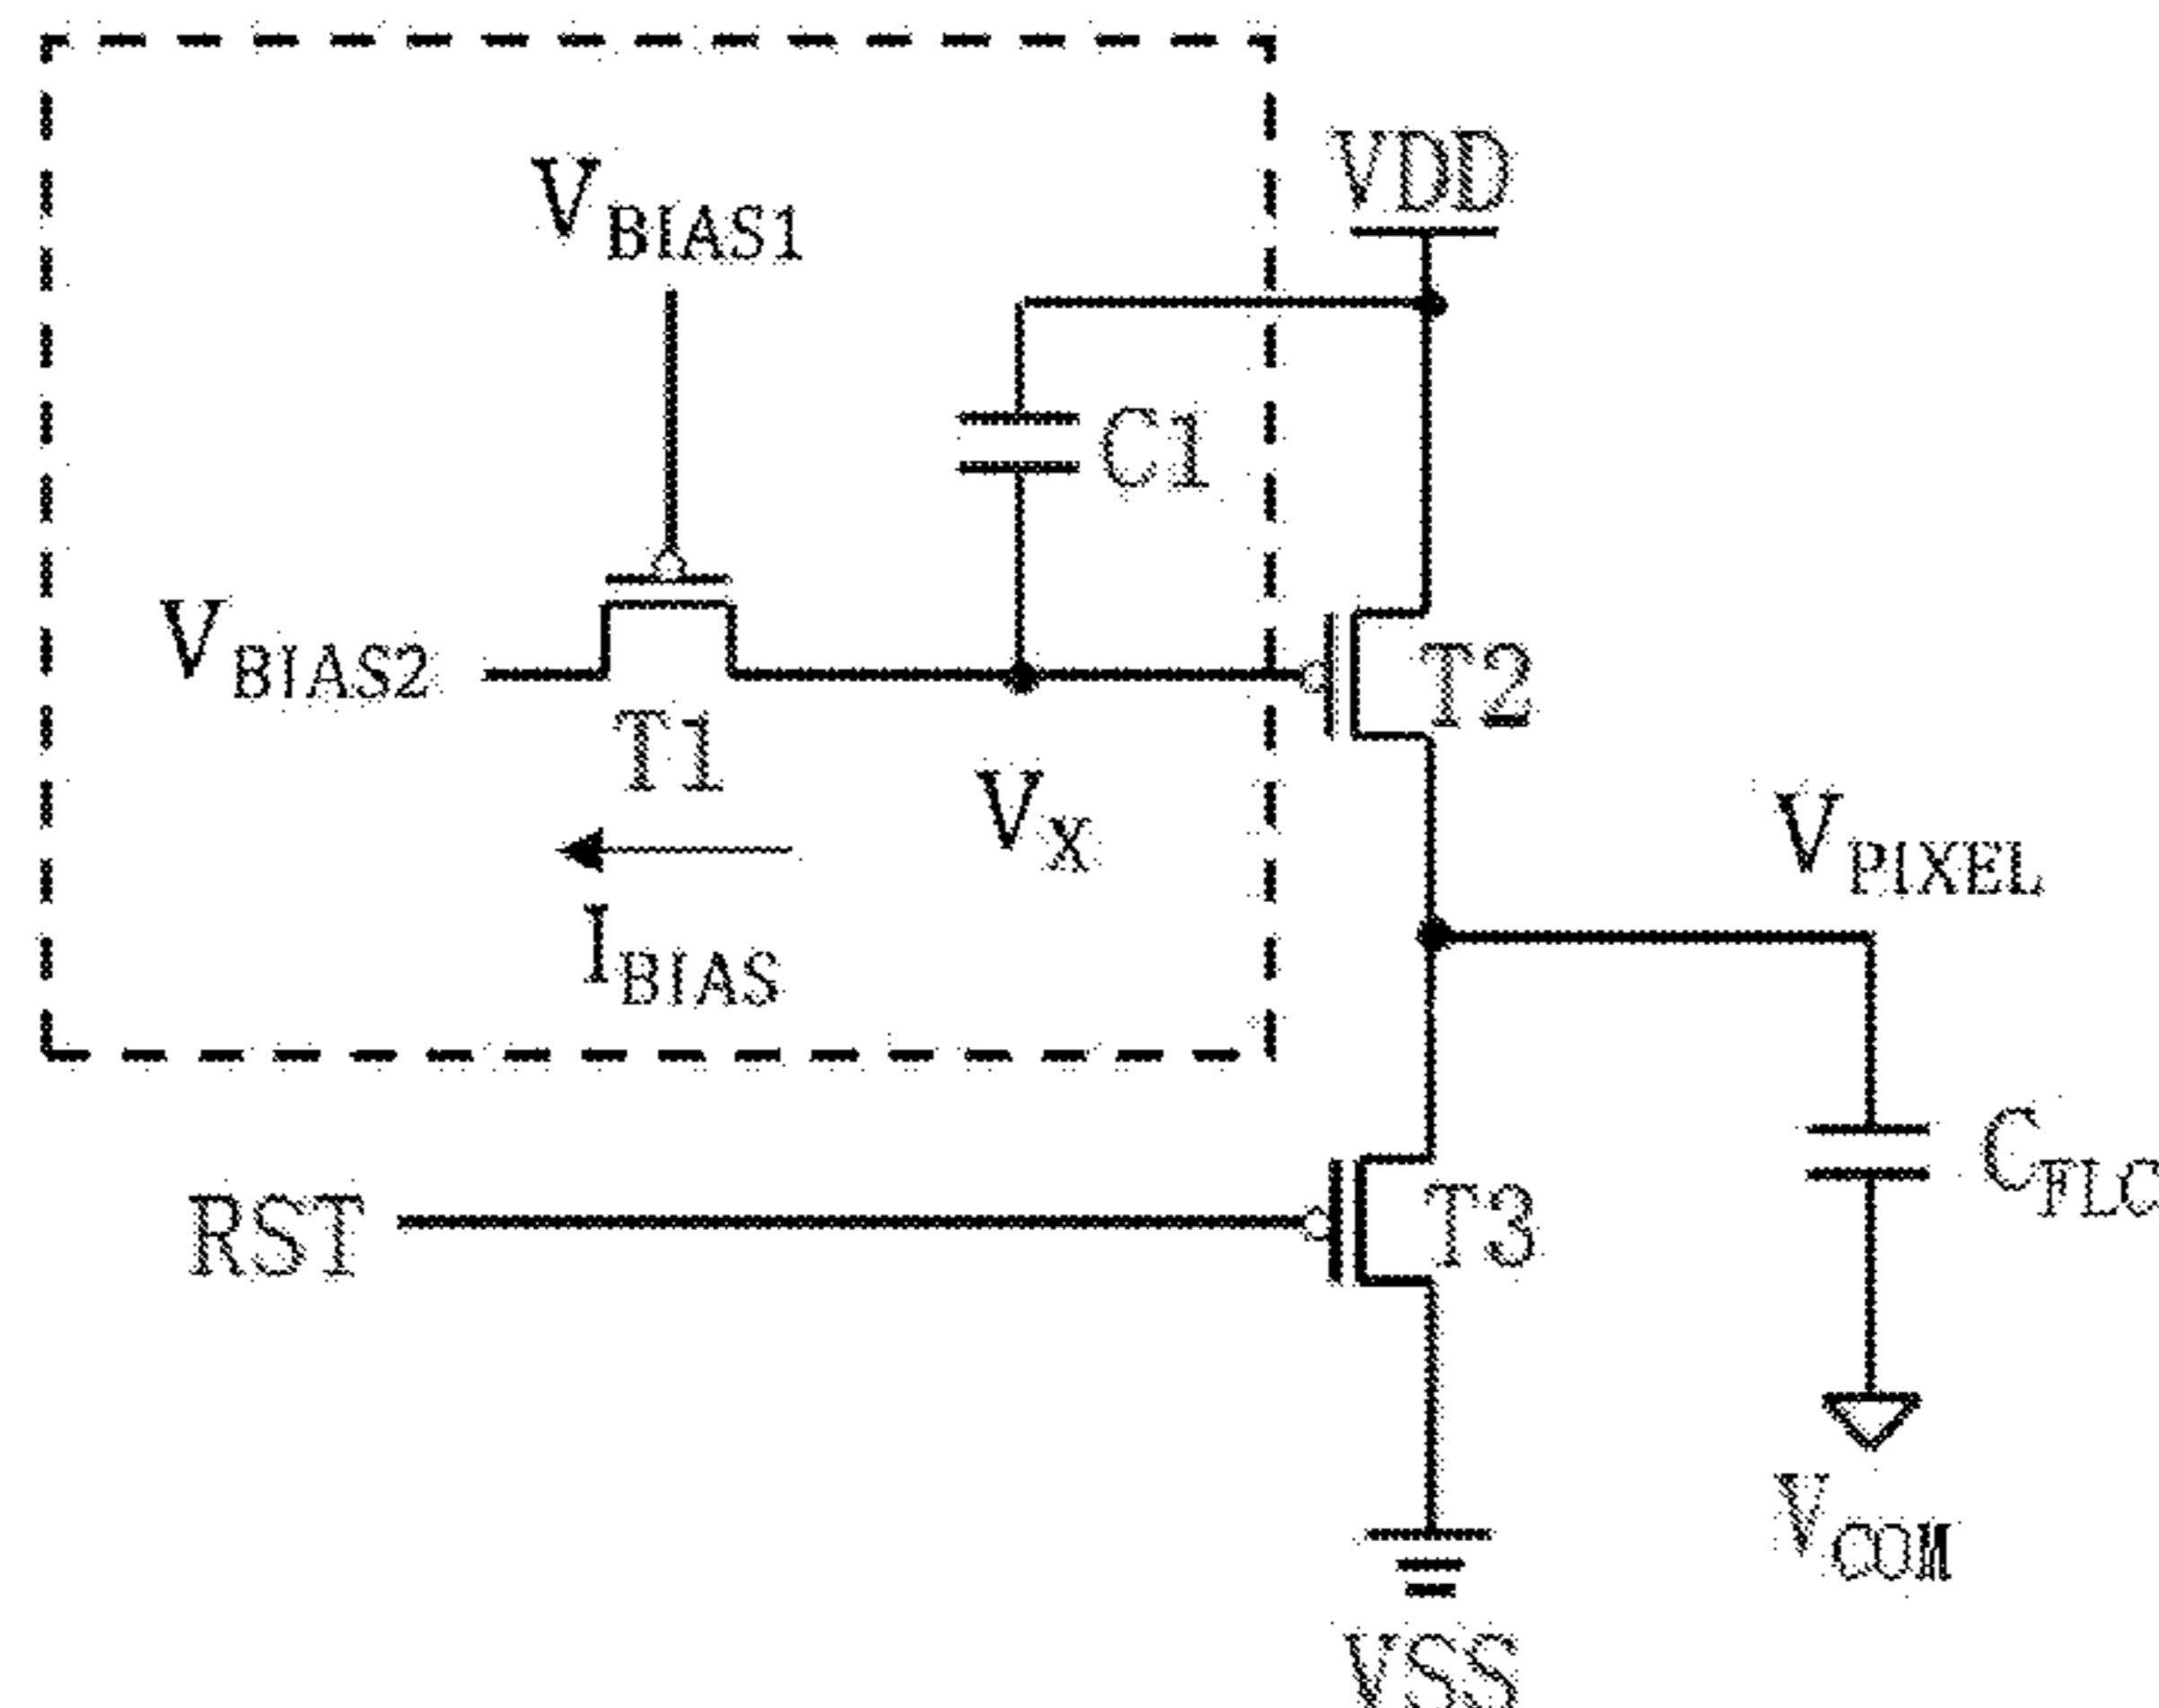 VDD
VBIAS1
C1
VBIAS2
T2
T1
VX
VPIXEL
IBIAS
CFLC
RST
T3
VCOM
VSS